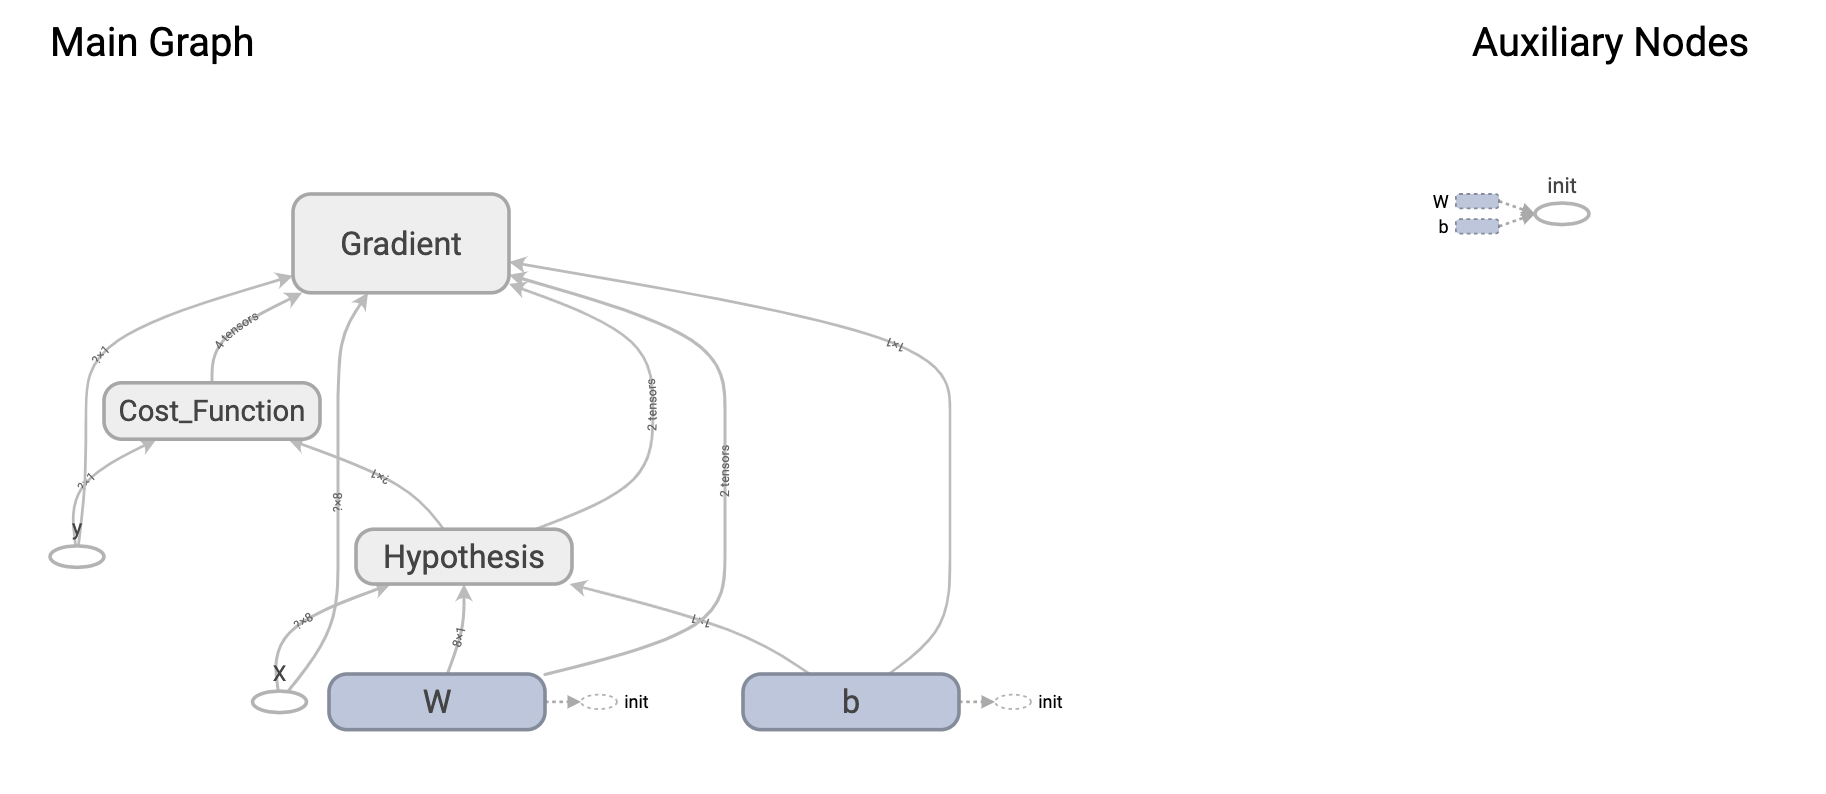 Main Graph
Auxiliary Nodes
init
W
b
Gradient
?×1
4 tensors
1×1
2 tensors
Cost_Function
2 tensors
?×1
?×1
?×8
y
Hypothesis
?×8
8×1
1×1
X
W
init
b
init